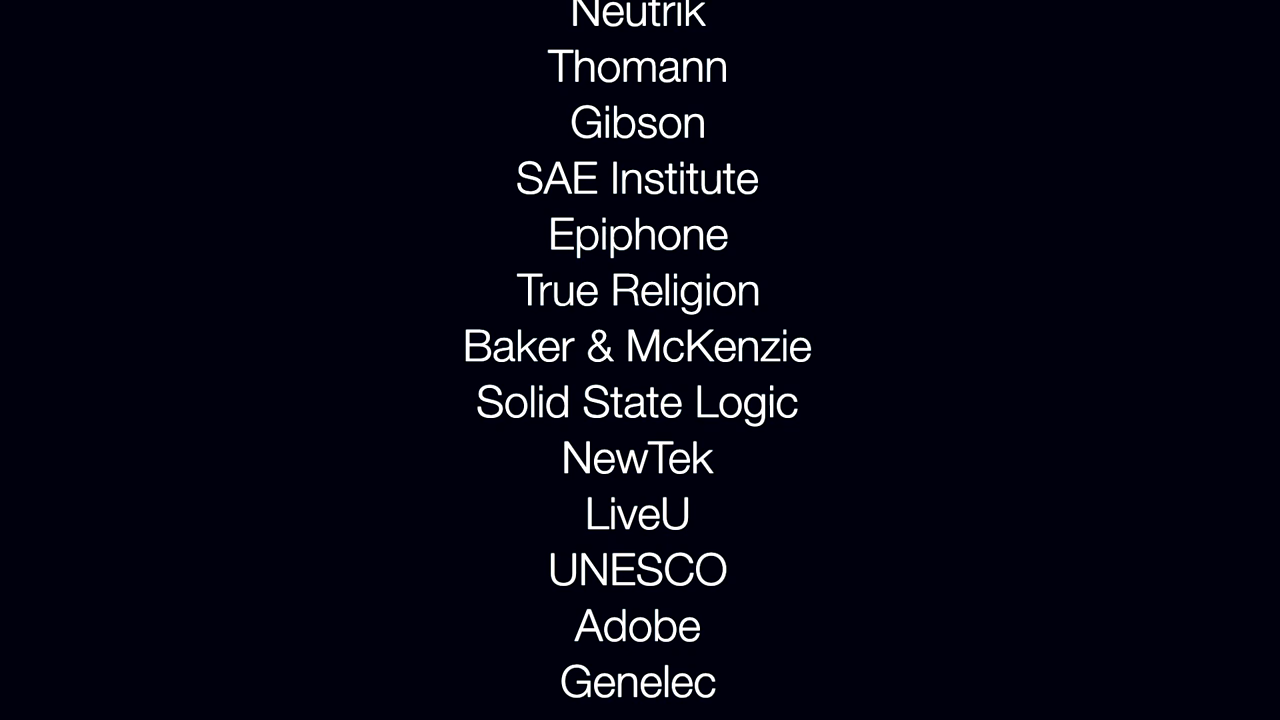 Neutrik
Thomann
Gibson
SAE Institute
Epiphone
True Religion
Baker & McKenzie
Solid State Logic
NewTek
LiveU
UNESCO
Adobe
Genelec